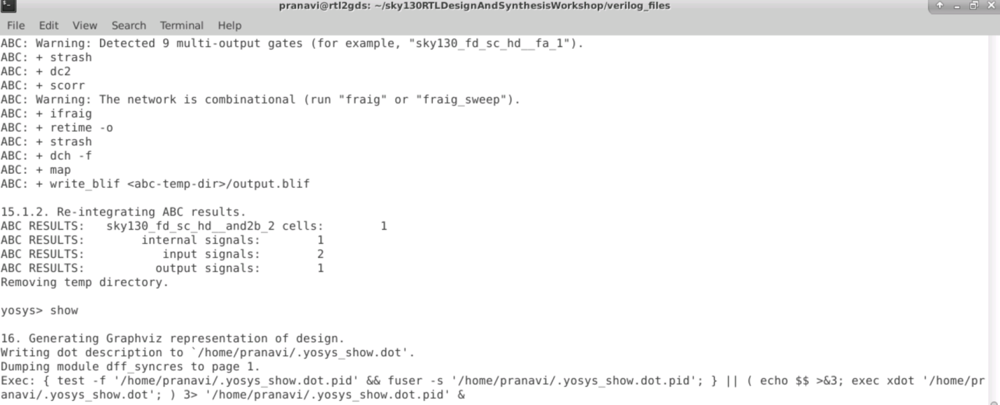 pranavi@rtl2gds: ~/sky130RTLDesignAndSynthesisWorkshop/verilog_files
File Edit View Search Terminal Help
ABC: Warning: Detected 9 multi-output gates (for example, "sky130_fd_sc_hd__fa_1").
ABC: + strash
ABC: + dc2
ABC: + scorr
ABC: Warning: The network is combinational (run "fraig" or "fraig_sweep").
ABC: + ifraig
ABC: + retime -o
ABC: + strash
ABC: + dch -f
ABC: + map
ABC: + write_blif <abc-temp-dir>/output.blif
15.1.2. Re-integrating ABC results.
ABC RESULTS:   sky130_fd_sc_hd__and2b_2 cells:        1
ABC RESULTS:        internal signals:        1
ABC RESULTS:           input signals:        2
ABC RESULTS:          output signals:        1
Removing temp directory.
yosys> show
16. Generating Graphviz representation of design.
Writing dot description to `/home/pranavi/.yosys_show.dot'.
Dumping module dff_syncres to page 1.
Exec: { test -f '/home/pranavi/.yosys_show.dot.pid' && fuser -s '/home/pranavi/.yosys_show.dot.pid'; } || ( echo $$ >&3; exec xdot '/home/pr
anavi/.yosys_show.dot'; ) 3> '/home/pranavi/.yosys_show.dot.pid' &